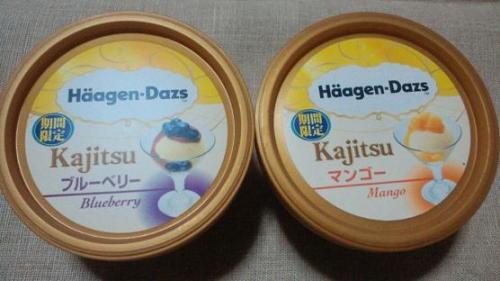 Häagen-Dazs
期間
限定
Kajitsu
ブルーベリー
Blueberry
Häagen-Dazs
期間
限定
Kajitsu
マンゴー
Mango